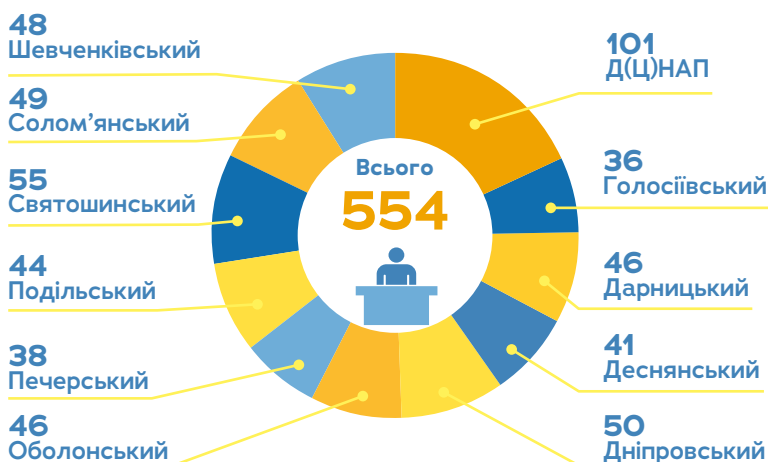 48
Шевченківський
49
Солом’янський
55
Святошинський
44
Подільський
38
Печерський
46
Оболонський
Всього
554
101
Д(Ц)НАП
36
Голосіївський
46
Дарницький
41
Деснянський
50
Дніпровський